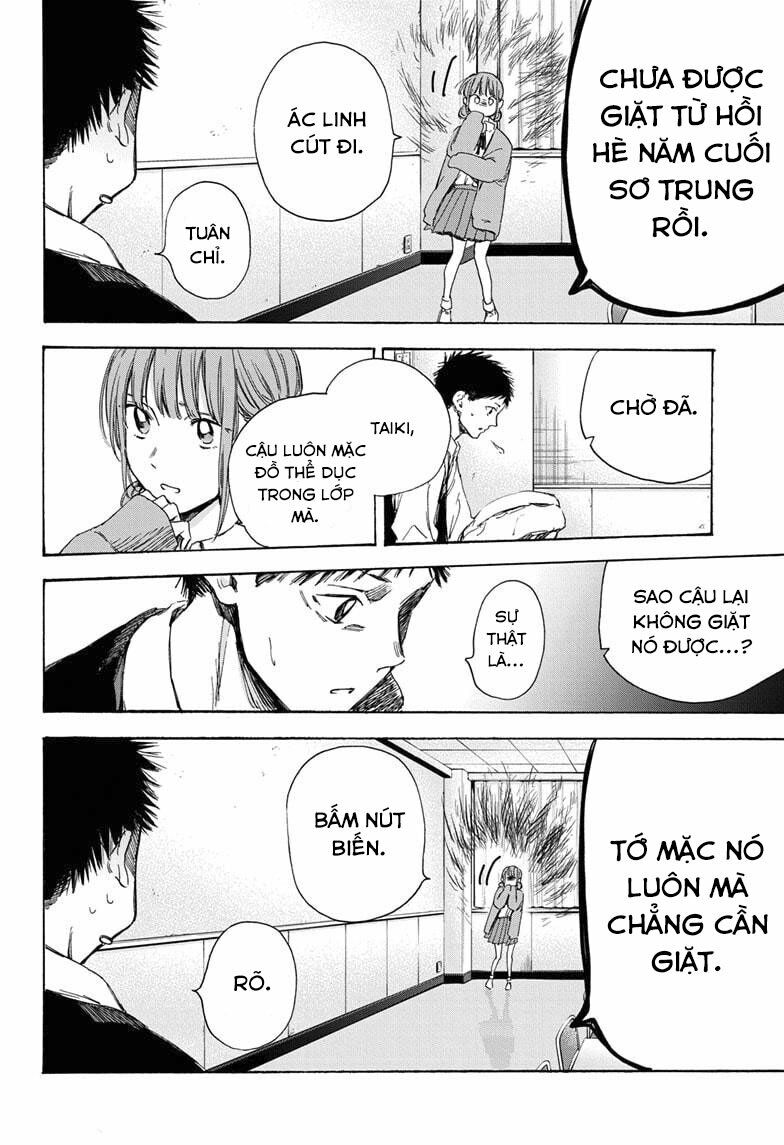 CHƯA ĐƯỢC
GIẶT TỪ HỒI
HÈ NĂM CUỐI
SƠ TRUNG
RỒI.
ÁC LINH
CÚT ĐI.
TUÂN
CHỈ.
CHỜ ĐÃ.
TAIKI,
CẬU LUÔN MẶC
ĐỒ THỂ DỤC
TRONG LỚP
MÀ.
SAO CẬU LẠI
KHÔNG GIẶT
NÓ ĐƯỢC...?
SỰ
THẬT
LÀ...
TỚ MẶC NÓ
LUÔN MÀ
CHẲNG CẦN
GIẶT.
BẤM NÚT
BIẾN.
RÕ.